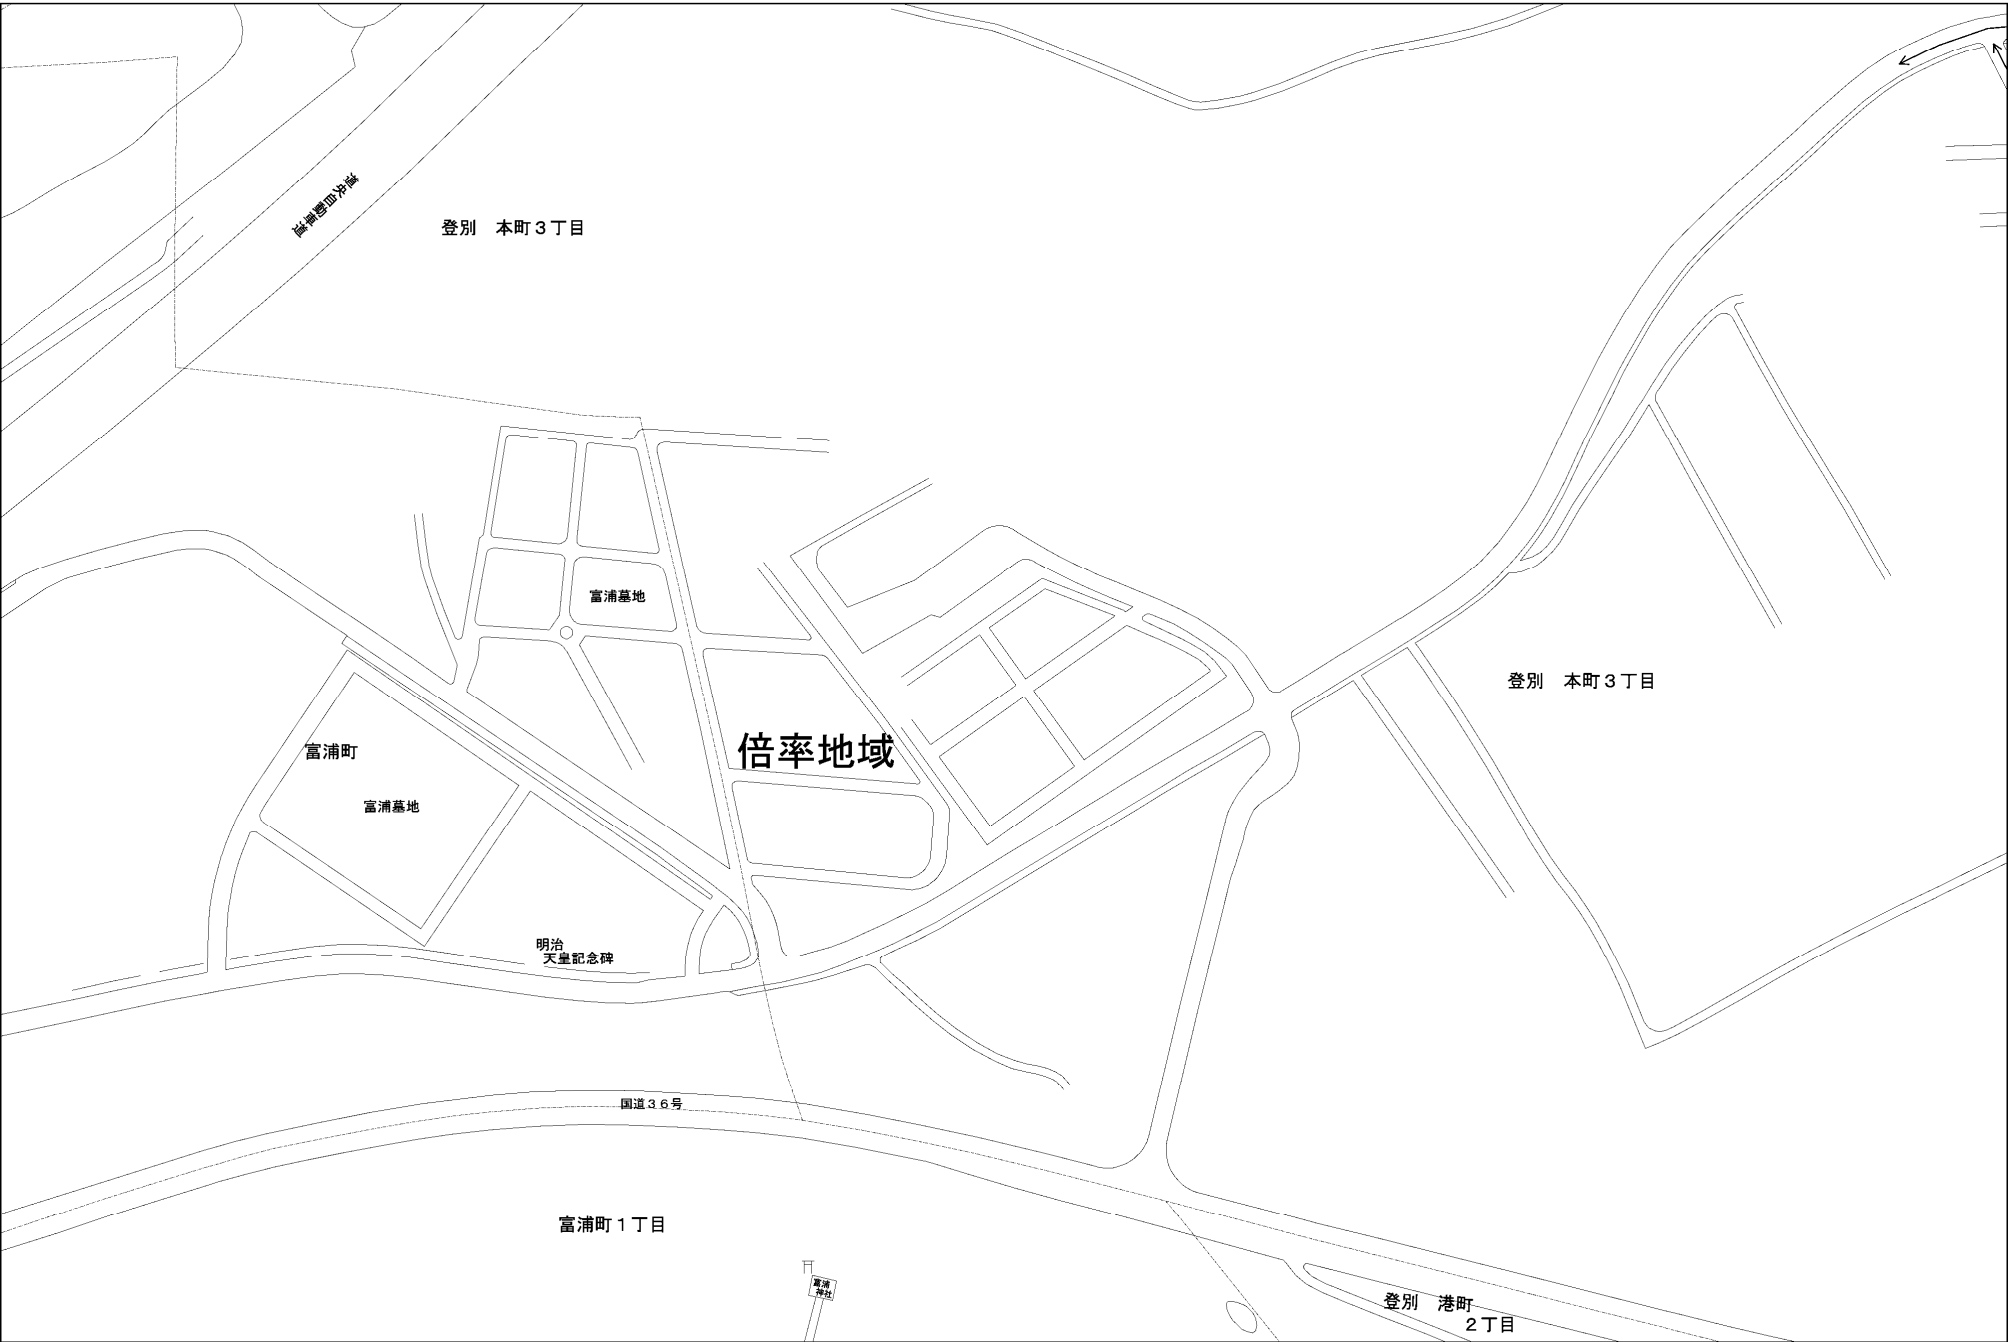 道央自動車道
登別　本町３丁目
富浦墓地
登別　本町３丁目
富浦町
倍率地域
富浦墓地
明治
天皇記念碑
国道３６号
富浦町１丁目
富浦
神社
登別　港町
２丁目